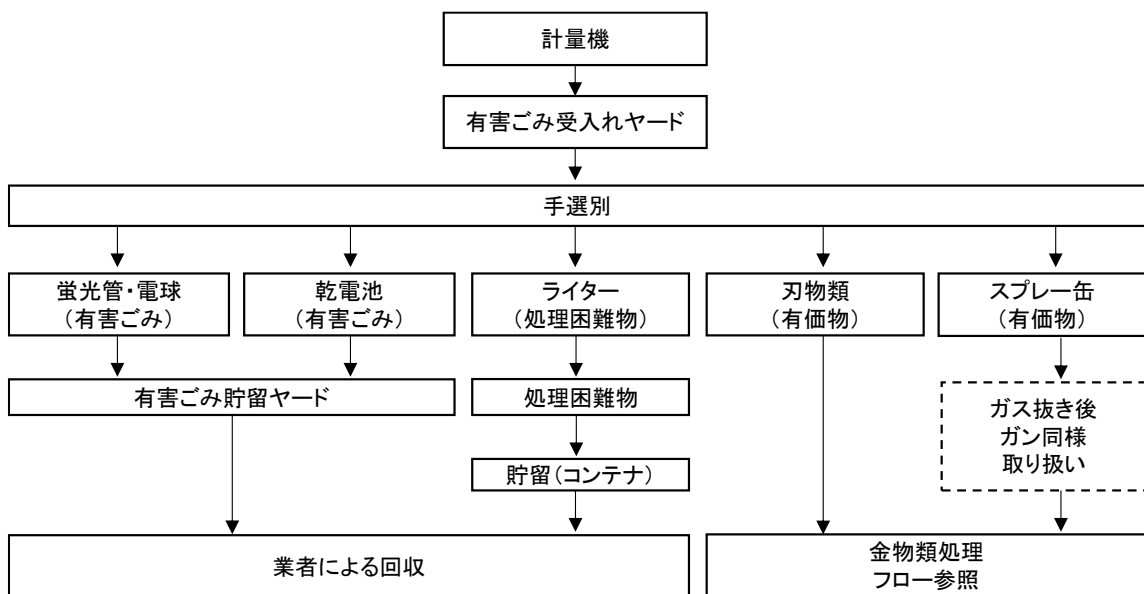 計量機
有害ごみ受入れヤード
手選別
蛍光管・電球
（有害ごみ）
乾電池
（有害ごみ）
ライター
（処理困難物）
刃物類
（有価物）
スプレー缶
（有価物）
有害ごみ貯留ヤード
処理困難物
ガス抜き後
ガン同様
取り扱い
貯留（コンテナ）
業者による回収
金物類処理
フロー参照